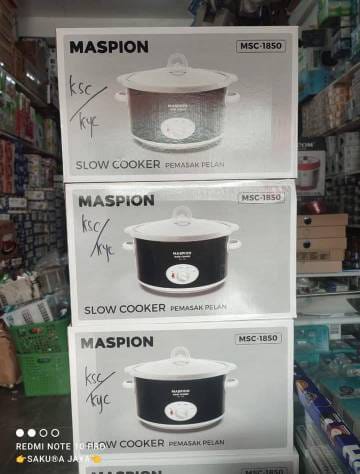 MASPION
MSC-1850
KSC/
KYC
SLOW COOKER PEMASAK PELAN
MASPION
MSC-1850
KSC/
KYC
SLOW COOKER PEMASAK PELAN
MASPION
MSC-1850
KSC/
KYC
SLOW COOKER PEMASAK PELAN
REDMI NOTE 10 PRO
👉SAKU®A JAYA👈